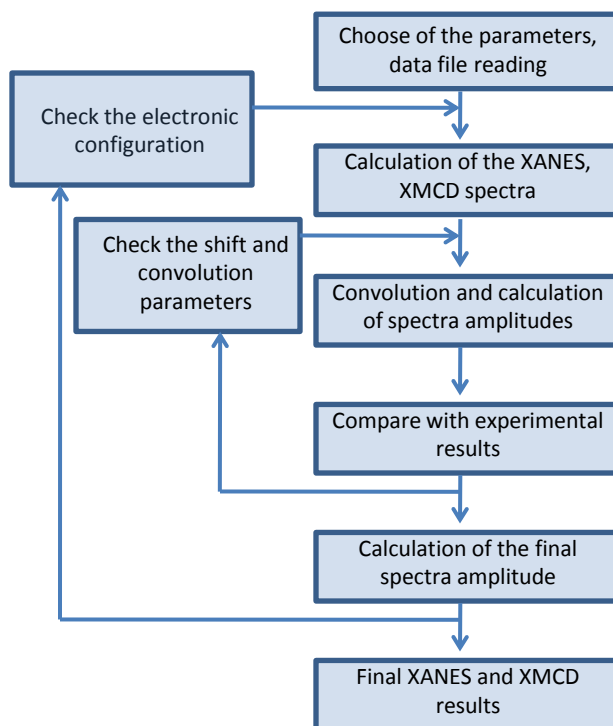 Choose of the parameters,
data file reading
Check the electronic
configuration
Calculation of the XANES,
XMCD spectra
Check the shift and
convolution
parameters
Convolution and calculation
of spectra amplitudes
Compare with experimental
results
Calculation of the final
spectra amplitude
Final XANES and XMCD
results